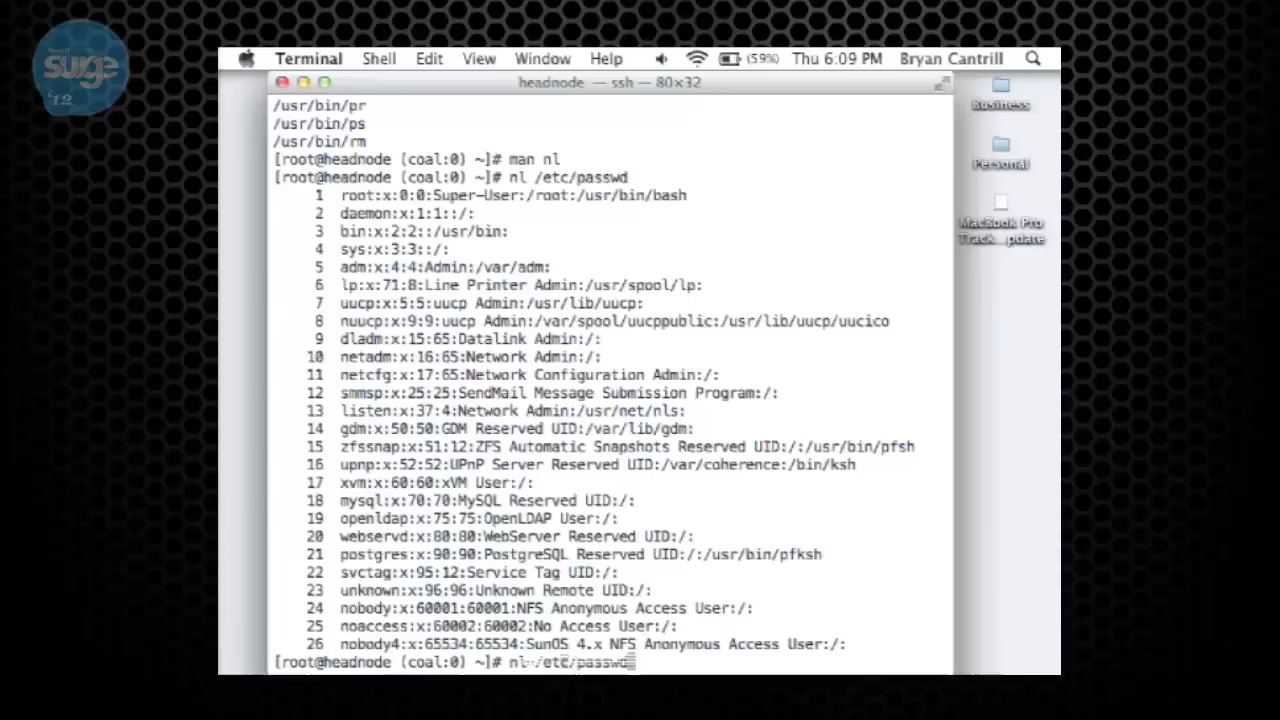 surge
'12
Terminal Shell Edit View Window Help (59%) Thu 6:09 PM Bryan Cantrill
headnode — ssh — 80×32
/usr/bin/pr
/usr/bin/ps
/usr/bin/rm
[root@headnode (coal:0) ~]# man nl
[root@headnode (coal:0) ~]# nl /etc/passwd
1 root:x:0:0:Super-User:/root:/usr/bin/bash
2 daemon:x:1:1::/:
3 bin:x:2:2::/usr/bin:
4 sys:x:3:3::/:
5 adm:x:4:4:Admin:/var/adm:
6 lp:x:71:8:Line Printer Admin:/usr/spool/lp:
7 uucp:x:5:5:uucp Admin:/usr/lib/uucp:
8 nuucp:x:9:9:uucp Admin:/var/spool/uucppublic:/usr/lib/uucp/uucico
9 dladm:x:15:65:Datalink Admin:/:
10 netadm:x:16:65:Network Admin:/:
11 netcfg:x:17:65:Network Configuration Admin:/:
12 smmsp:x:25:25:SendMail Message Submission Program:/:
13 listen:x:37:4:Network Admin:/usr/net/nls:
14 gdm:x:50:50:GDM Reserved UID:/var/lib/gdm:
15 zfssnap:x:51:12:ZFS Automatic Snapshots Reserved UID:/:/usr/bin/pfsh
16 upnp:x:52:52:UPnP Server Reserved UID:/var/coherence:/bin/ksh
17 xvm:x:60:60:xVM User:/:
18 mysql:x:70:70:MySQL Reserved UID:/:
19 openldap:x:75:75:OpenLDAP User:/:
20 webservd:x:80:80:WebServer Reserved UID:/:
21 postgres:x:90:90:PostgreSQL Reserved UID:/:/usr/bin/pfksh
22 svctag:x:95:12:Service Tag UID:/:
23 unknown:x:96:96:Unknown Remote UID:/:
24 nobody:x:60001:60001:NFS Anonymous Access User:/:
25 noaccess:x:60002:60002:No Access User:/:
26 nobody4:x:65534:65534:SunOS 4.x NFS Anonymous Access User:/:
[root@headnode (coal:0) ~]# nl /etc/passwd
Business
Personal
MacBook Pro
Track...pdate